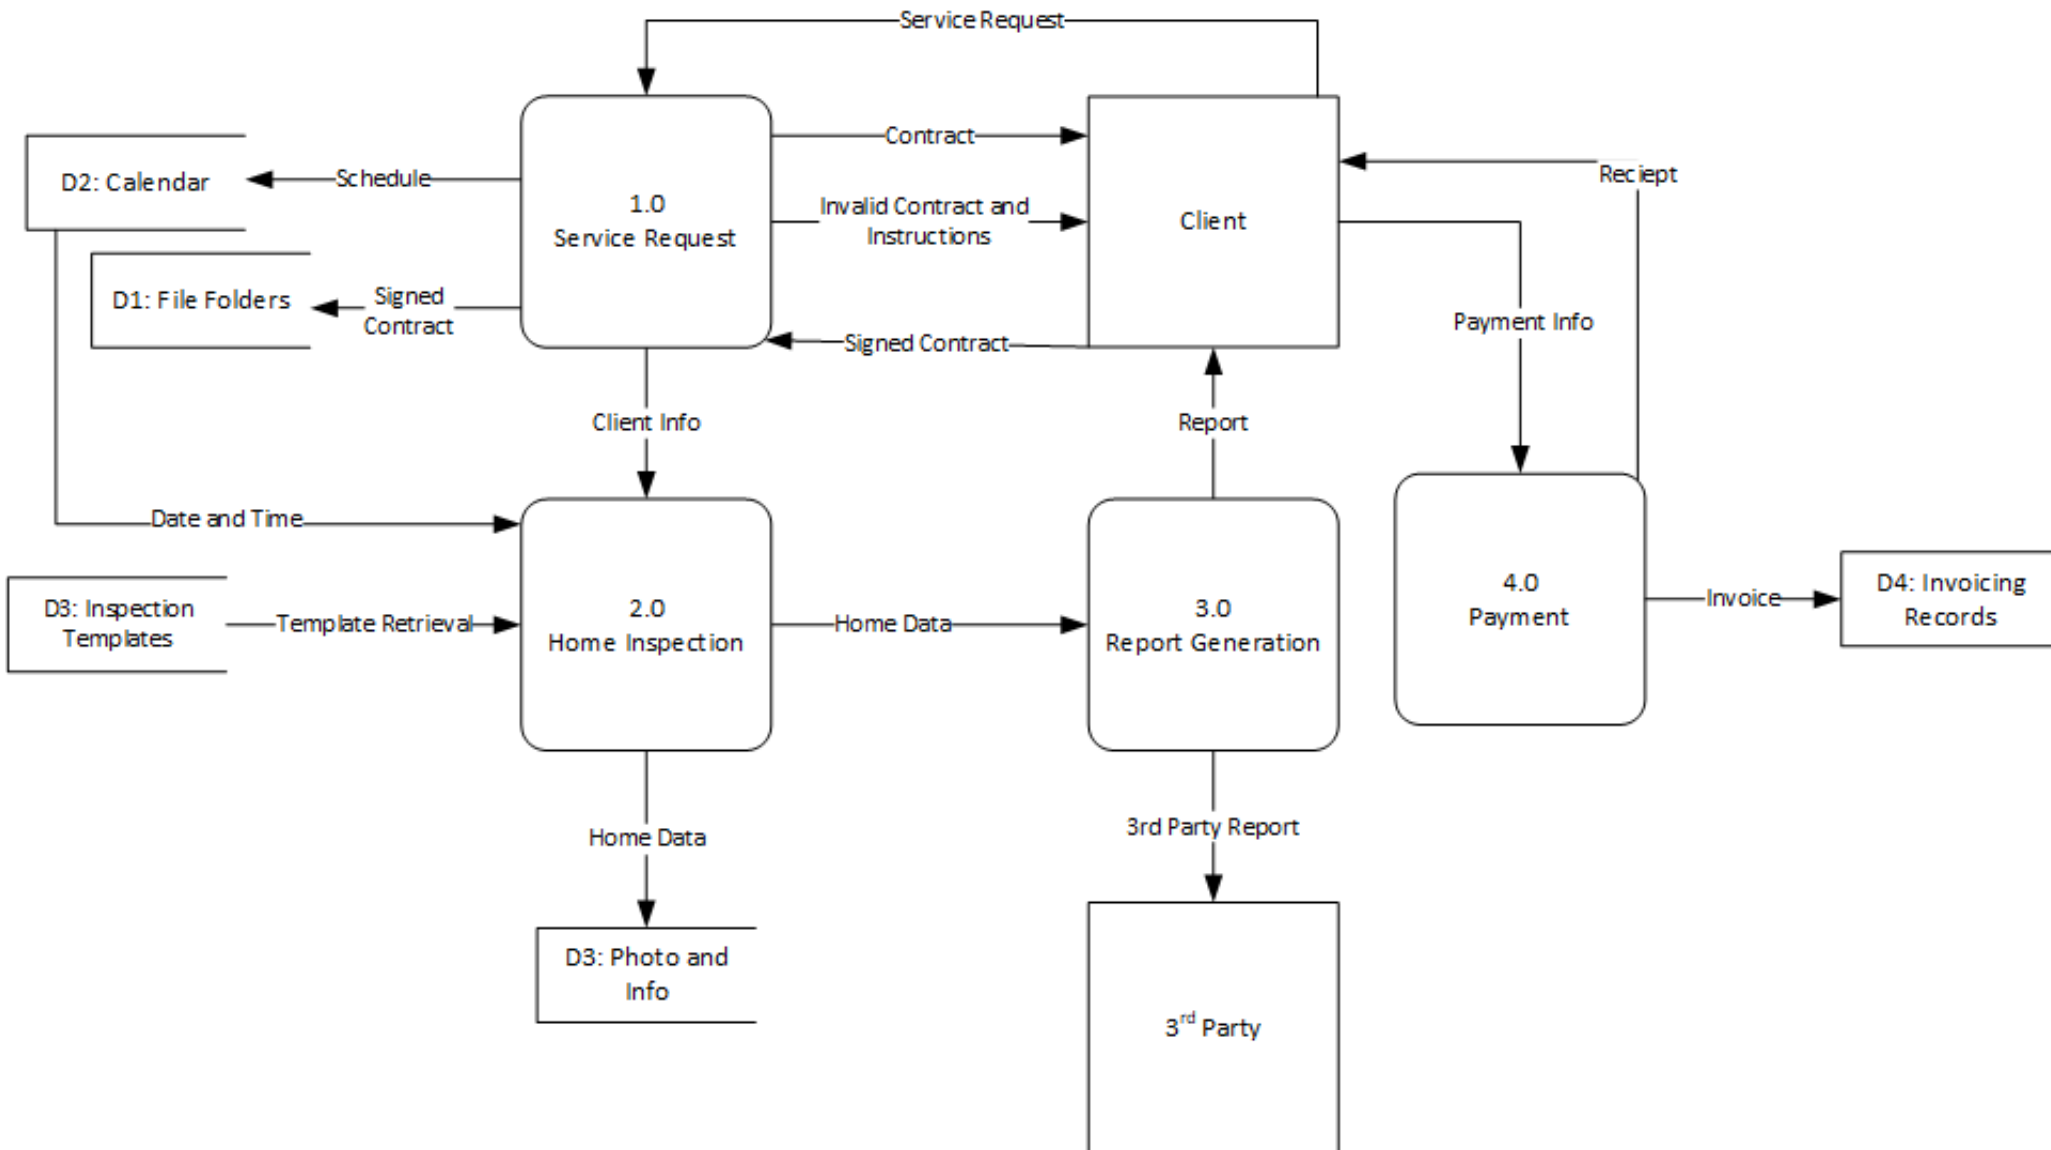 Service Request
Contract
D2: Calendar
Schedule
Reciept
1.0
Service Request
Invalid Contract and
Instructions
Client
D1: File Folders
Signed
Contract
Payment Info
Signed Contract
Client Info
Report
Date and Time
D3: Inspection
Templates
Template Retrieval
2.0
Home Inspection
Home Data
3.0
Report Generation
4.0
Payment
Invoice
D4: Invoicing
Records
Home Data
3rd Party Report
D3: Photo and
Info
3rd Party